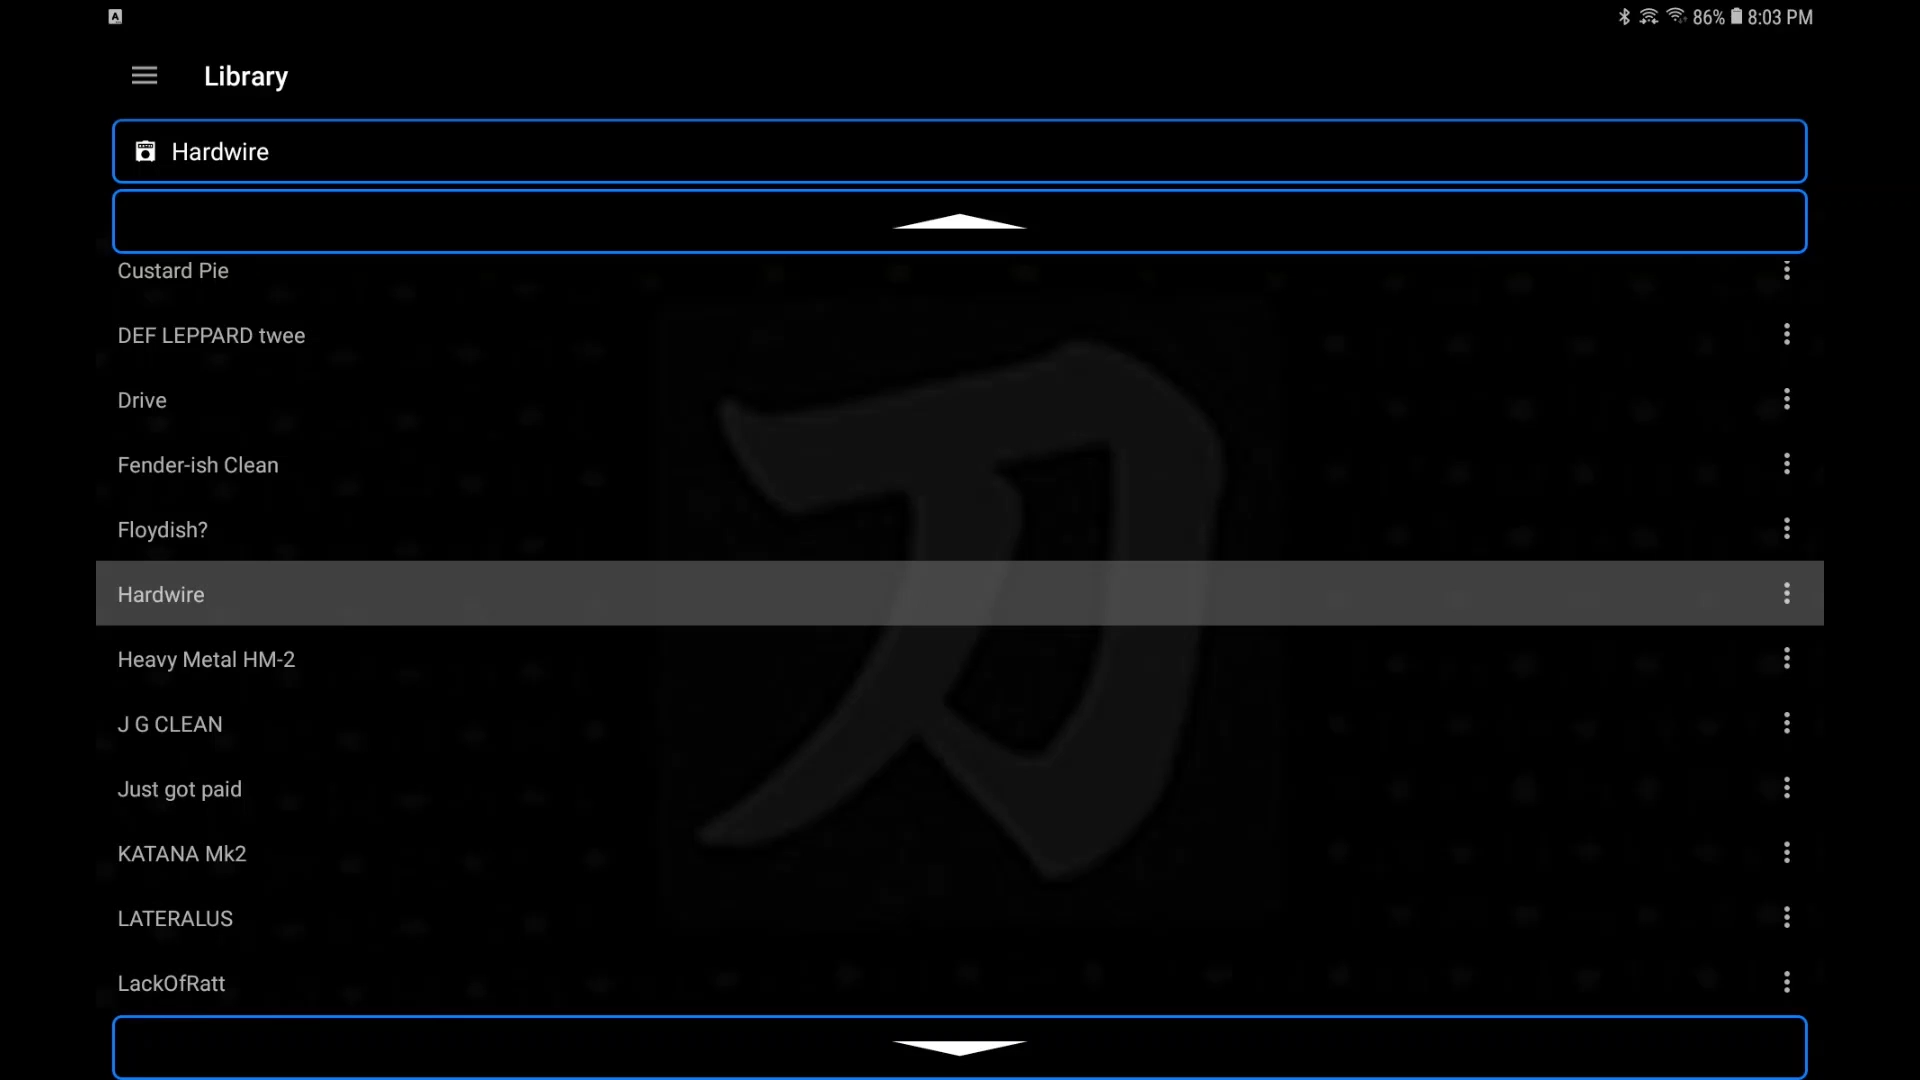 A
86% 8:03 PM
Library
Hardwire
Custard Pie
DEF LEPPARD twee
Drive
Fender-ish Clean
Floydish?
Hardwire
Heavy Metal HM-2
J G CLEAN
Just got paid
KATANA Mk2
LATERALUS
LackOfRatt
刀